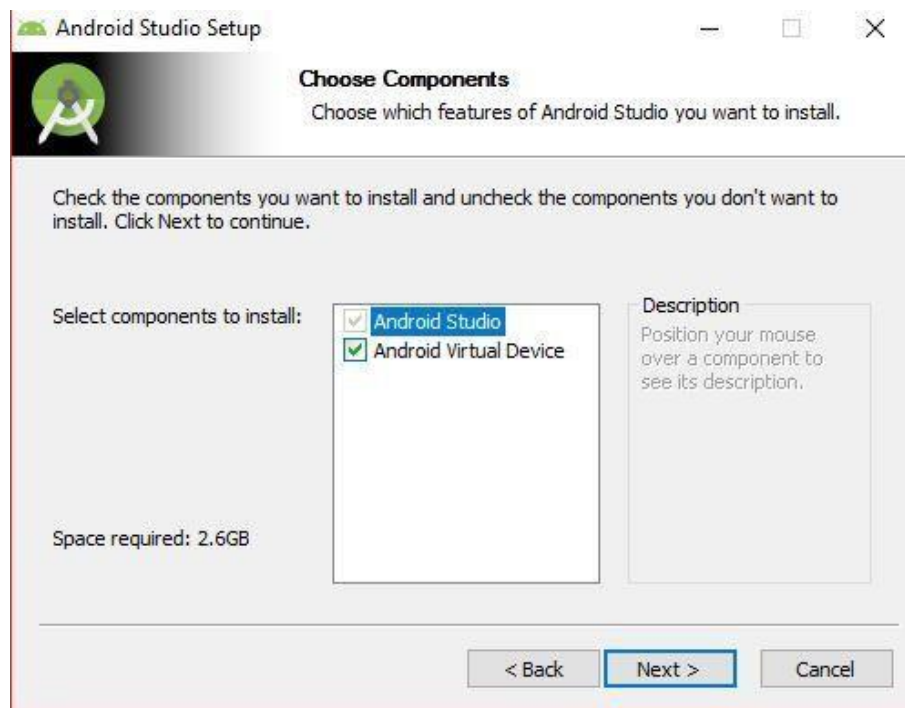 Android Studio Setup
Choose Components
Choose which features of Android Studio you want to install.
Check the components you want to install and uncheck the components you don't want to
install. Click Next to continue.
Select components to install:
Android Studio
Android Virtual Device
Description
Position your mouse
over a component to
see its description.
Space required: 2.6GB
< Back
Next >
Cancel